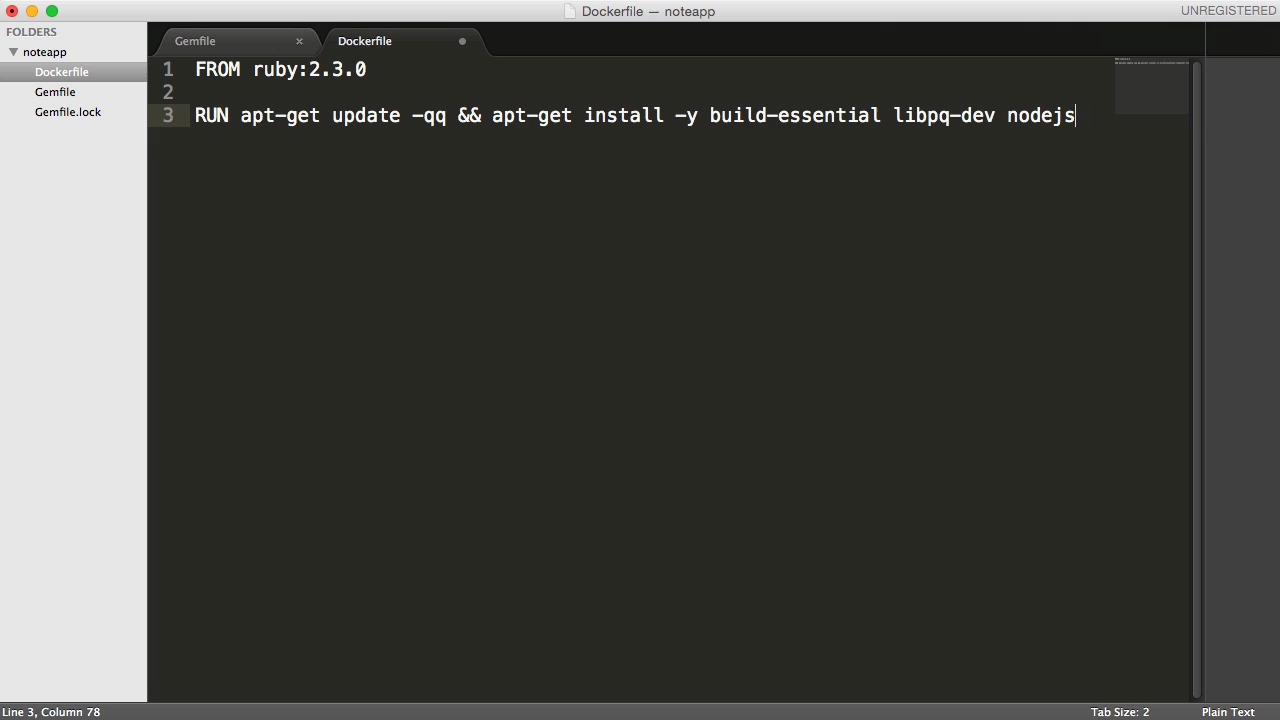 Dockerfile — noteapp
UNREGISTERED
FOLDERS
noteapp
Dockerfile
Gemfile
Gemfile.lock
Gemfile ×
Dockerfile
1 FROM ruby:2.3.0
2
3 RUN apt-get update -qq && apt-get install -y build-essential libpq-dev nodejs
Line 3, Column 78
Tab Size: 2
Plain Text